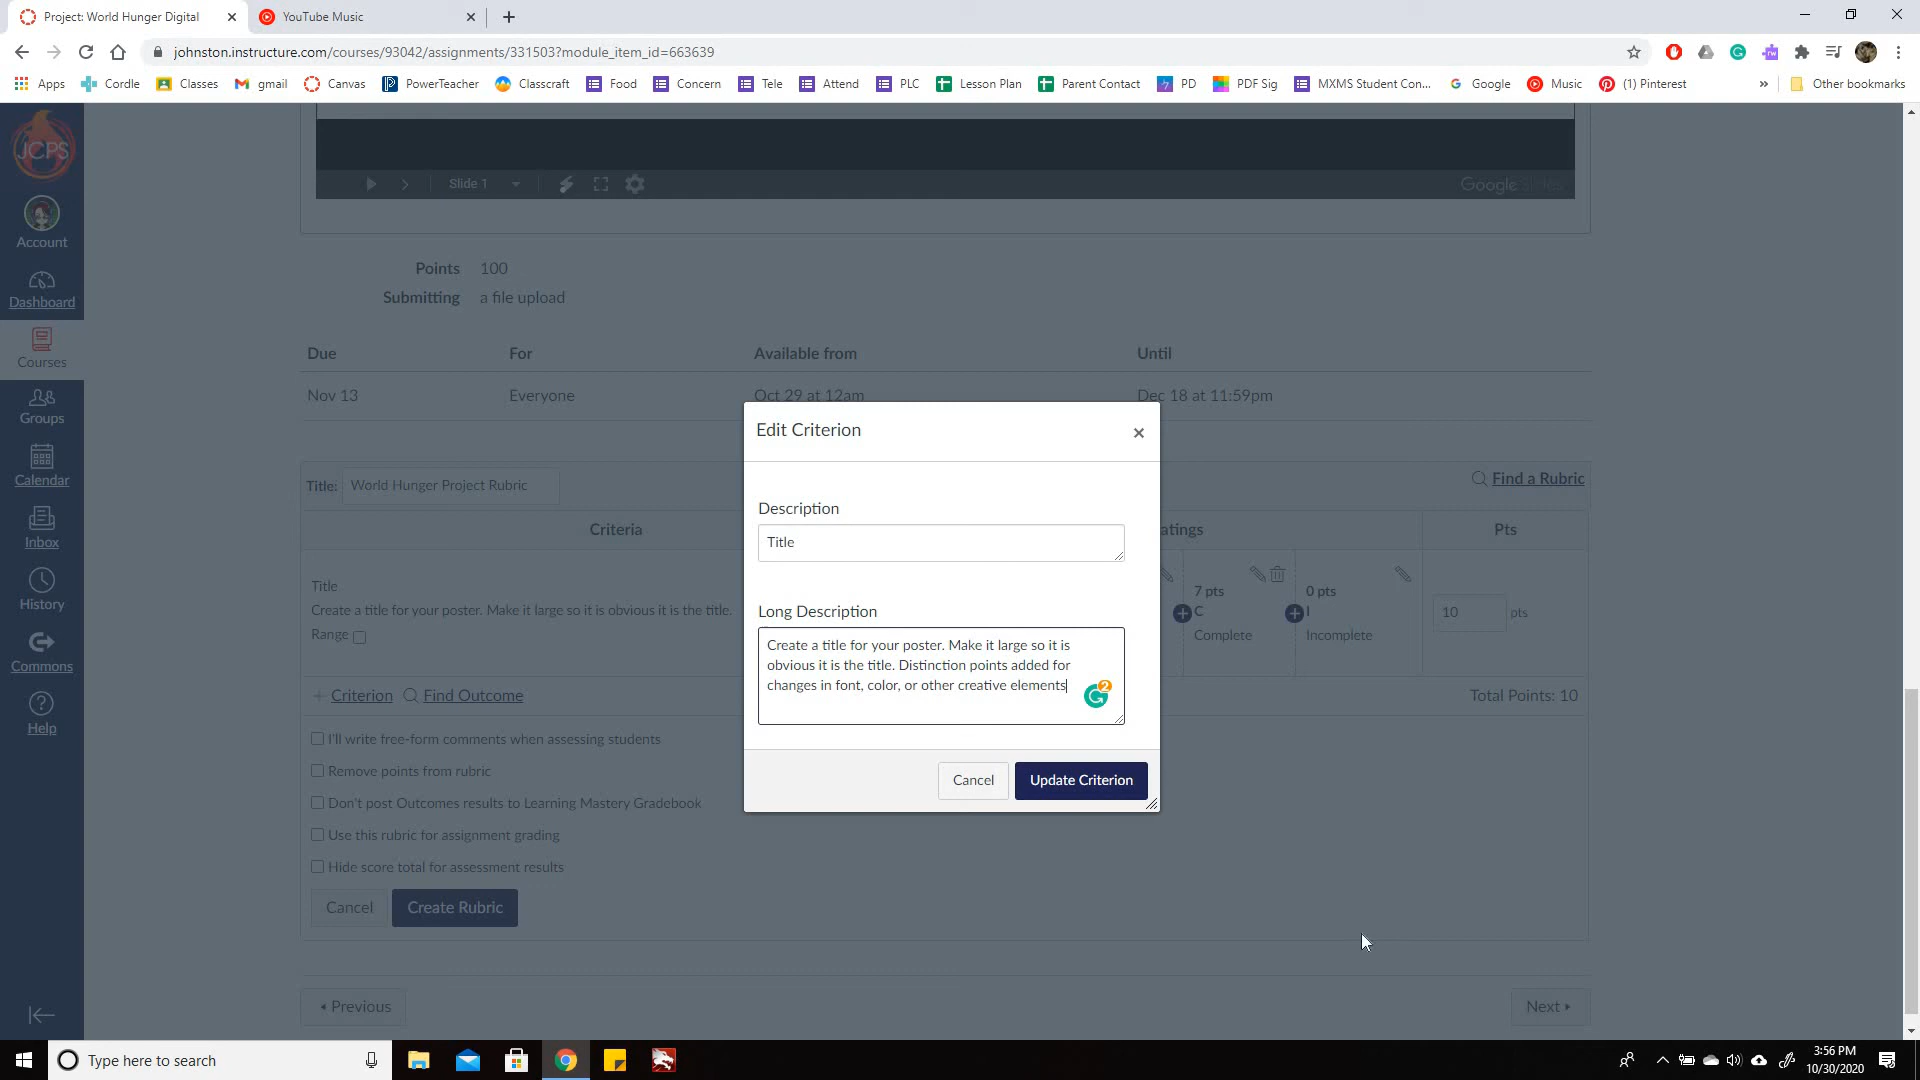 Project: World Hunger Digital
YouTube Music
johnston.instructure.com/courses/93042/assignments/331503?module_item_id=663639
Apps Cordle Classes gmail Canvas PowerTeacher Classcraft Food Concern Tele Attend PLC Lesson Plan Parent Contact PD PDF Sig MXMS Student Con... Google Music (1) Pinterest » Other bookmarks
JCPS
Account
Dashboard
Courses
Groups
Calendar
Inbox
History
Commons
Help
Slide 1
Google Slides
Points 100
Submitting a file upload
Due For Available from Until
Nov 13 Everyone Oct 29 at 12am Dec 18 at 11:59pm
Title: World Hunger Project Rubric
Find a Rubric
Criteria
atings
Pts
Title
Create a title for your poster. Make it large so it is obvious it is the title.
Range
7 pts
C
Complete
0 pts
I
Incomplete
10 pts
+ Criterion Find Outcome
Total Points: 10
I'll write free-form comments when assessing students
Remove points from rubric
Don't post Outcomes results to Learning Mastery Gradebook
Use this rubric for assignment grading
Hide score total for assessment results
Cancel Create Rubric
Previous
Next
Edit Criterion
×
Description
Title
Long Description
Create a title for your poster. Make it large so it is
obvious it is the title. Distinction points added for
changes in font, color, or other creative elements
2
Cancel Update Criterion
Type here to search
3:56 PM
10/30/2020